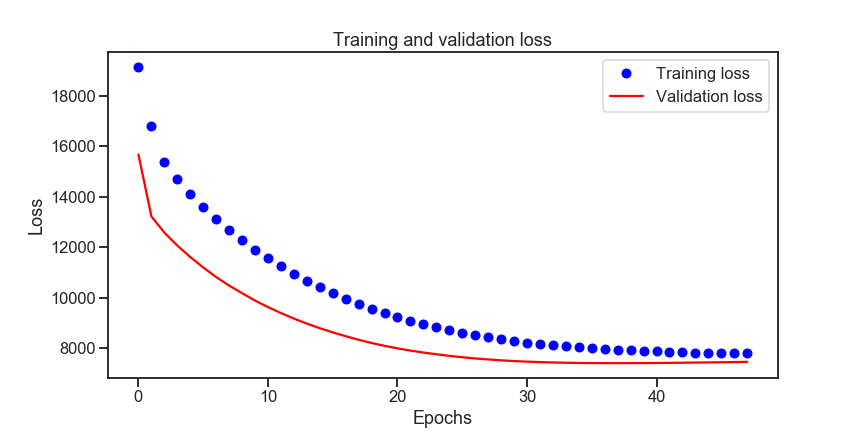 Training and validation loss
Training loss
Validation loss
Loss
18000
16000
14000
12000
10000
8000
0
10
20
30
40
Epochs